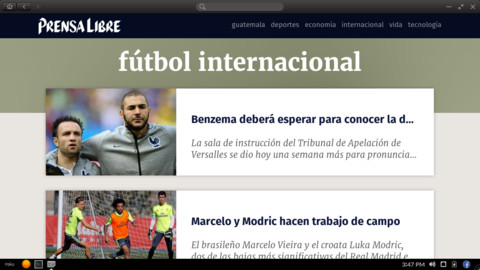 PRENSA LIBRE
guatemala deportes economía internacional vida tecnología
fútbol internacional
Benzema deberá esperar para conocer la d...
La sala de instrucción del Tribunal de Apelación de
Versalles se dio hoy una semana más para pronuncia...
Marcelo y Modric hacen trabajo de campo
El brasileño Marcelo Vieira y el croata Luka Modric,
dos de las bajas más significativas del Real Madrid e
3:47 PM